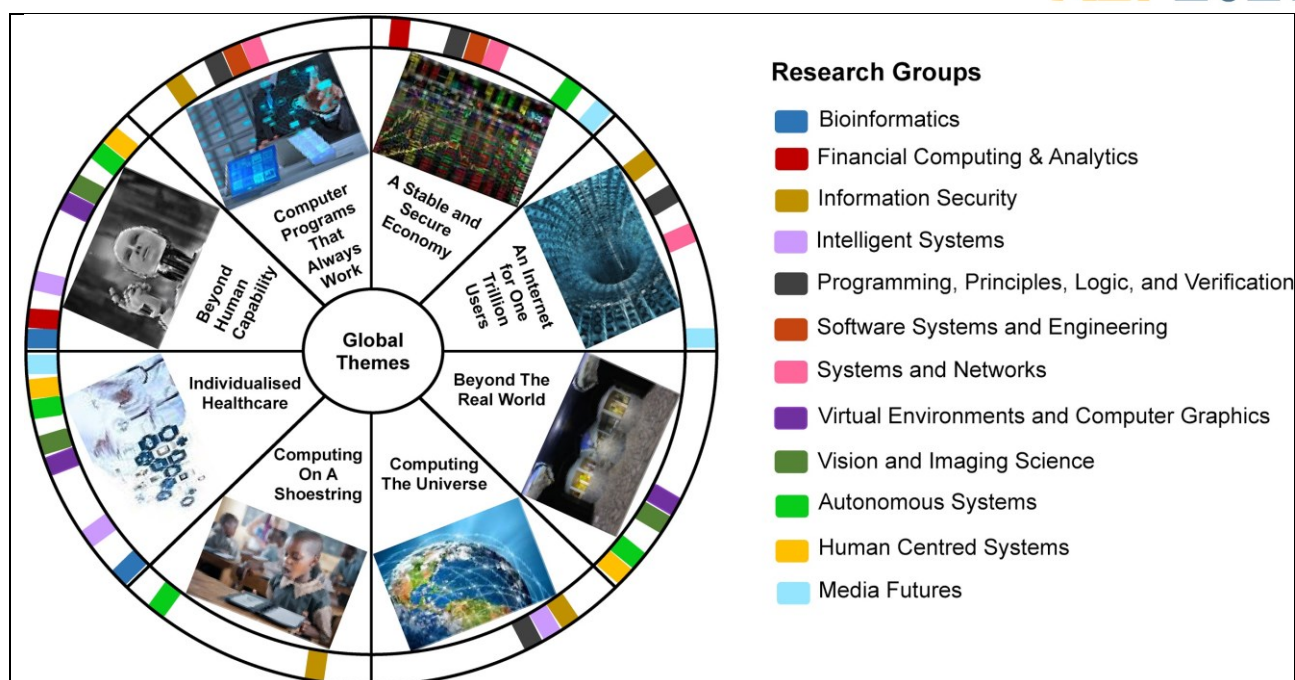 Computer
Programs
That
Always
Work
A Stable and
Secure
Economy
An Internet
for One
Trillion
Users
Beyond
Human
Capability
Global
Themes
Individualised
Healthcare
Beyond The
Real World
Computing
On A
Shoestring
Computing
The Universe
Research Groups
Bioinformatics
Financial Computing & Analytics
Information Security
Intelligent Systems
Programming, Principles, Logic, and Verification
Software Systems and Engineering
Systems and Networks
Virtual Environments and Computer Graphics
Vision and Imaging Science
Autonomous Systems
Human Centred Systems
Media Futures